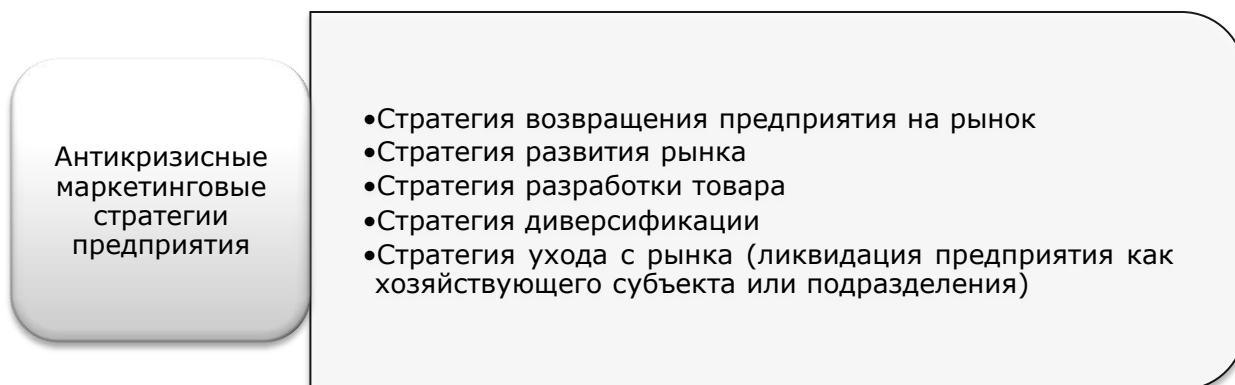 Антикризисные
маркетинговые
стратегии
предприятия
•Стратегия возвращения предприятия на рынок
•Стратегия развития рынка
•Стратегия разработки товара
•Стратегия диверсификации
•Стратегия ухода с рынка (ликвидация предприятия как
хозяйствующего субъекта или подразделения)